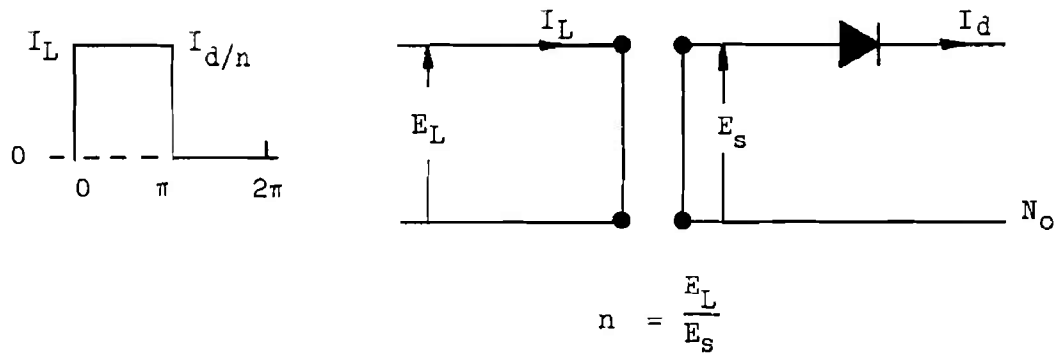 I_L I_d/n
0
0 π 2π
I_L I_d
E_L E_s
N_o
n = E_L/E_s